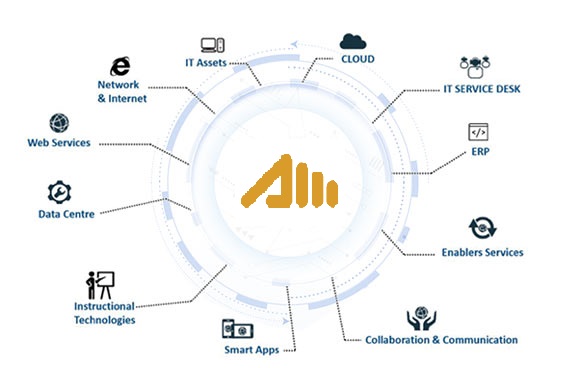 IT Assets
CLOUD
Network
& Internet
IT SERVICE DESK
Web Services
ERP
Data Centre
Enablers Services
Instructional
Technologies
Smart Apps
Collaboration & Communication